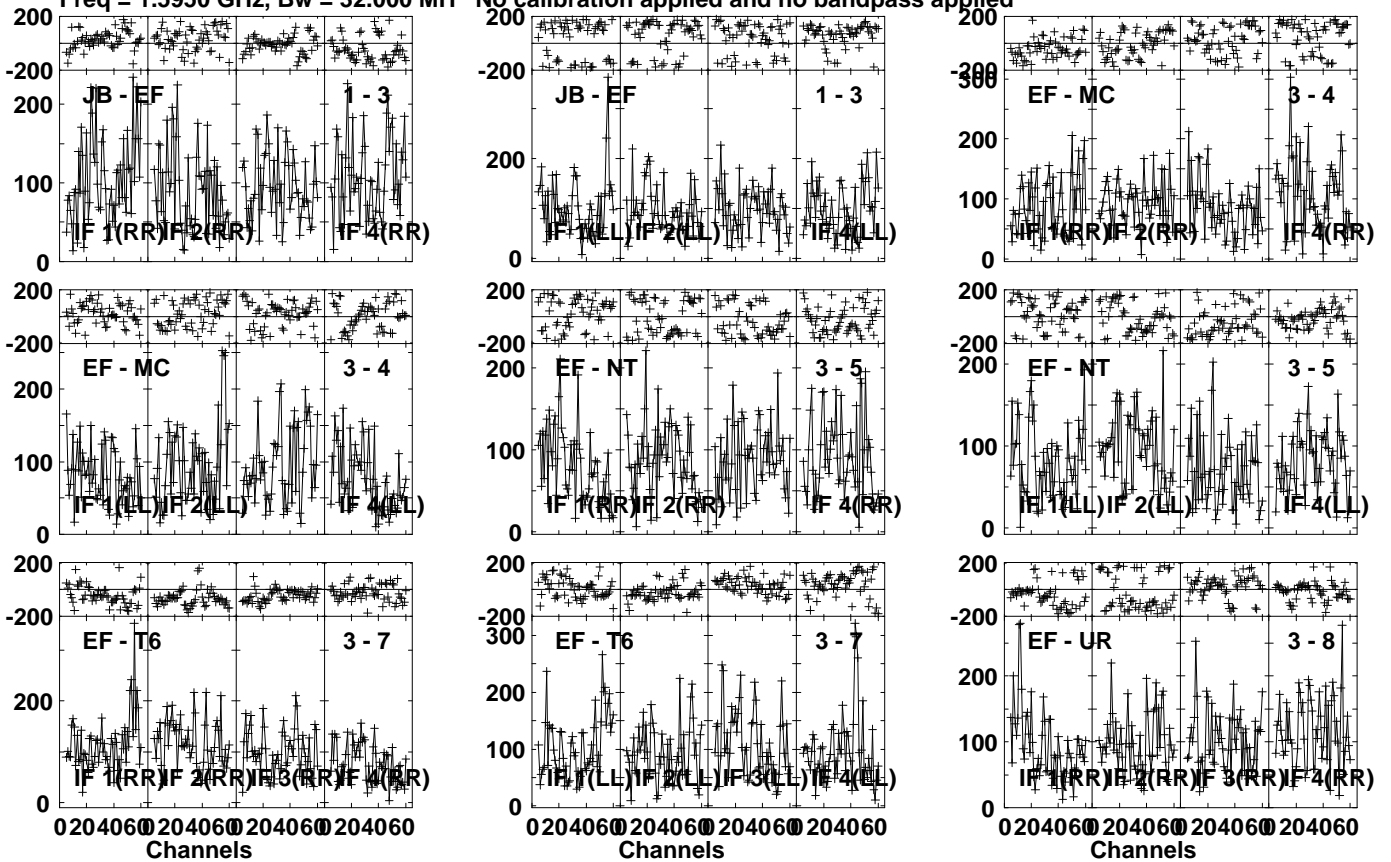 Freq = 1.5950 GHz, Bw = 32.000 MH No calibration applied and no bandpass applied
200
-200
JB - EF 1 - 3
200
100
0
IF 1(RR) IF 2(RR) IF 4(RR)
200
-200
JB - EF 1 - 3
200
0
IF 1(LL) IF 2(LL) IF 4(LL)
200
-200
300
EF - MC 3 - 4
200
100
0
IF 1(RR) IF 2(RR) IF 4(RR)
200
-200
EF - MC 3 - 4
200
100
0
IF 1(LL) IF 2(LL) IF 4(LL)
200
-200
EF - NT 3 - 5
200
100
0
IF 1(RR) IF 2(RR) IF 4(RR)
200
-200
200
EF - NT 3 - 5
100
0
IF 1(LL) IF 2(LL) IF 4(LL)
200
-200
EF - T6 3 - 7
200
0
IF 1(RR) IF 2(RR) IF 3(RR) IF 4(RR)
0 20 40 60 0 20 40 60 0 20 40 60 0 20 40 60
Channels
200
-200
300
EF - T6 3 - 7
200
100
0
IF 1(LL) IF 2(LL) IF 3(LL) IF 4(LL)
0 20 40 60 0 20 40 60 0 20 40 60 0 20 40 60
Channels
200
-200
EF - UR 3 - 8
200
100
0
IF 1(RR) IF 2(RR) IF 3(RR) IF 4(RR)
0 20 40 60 0 20 40 60 0 20 40 60 0 20 40 60
Channels